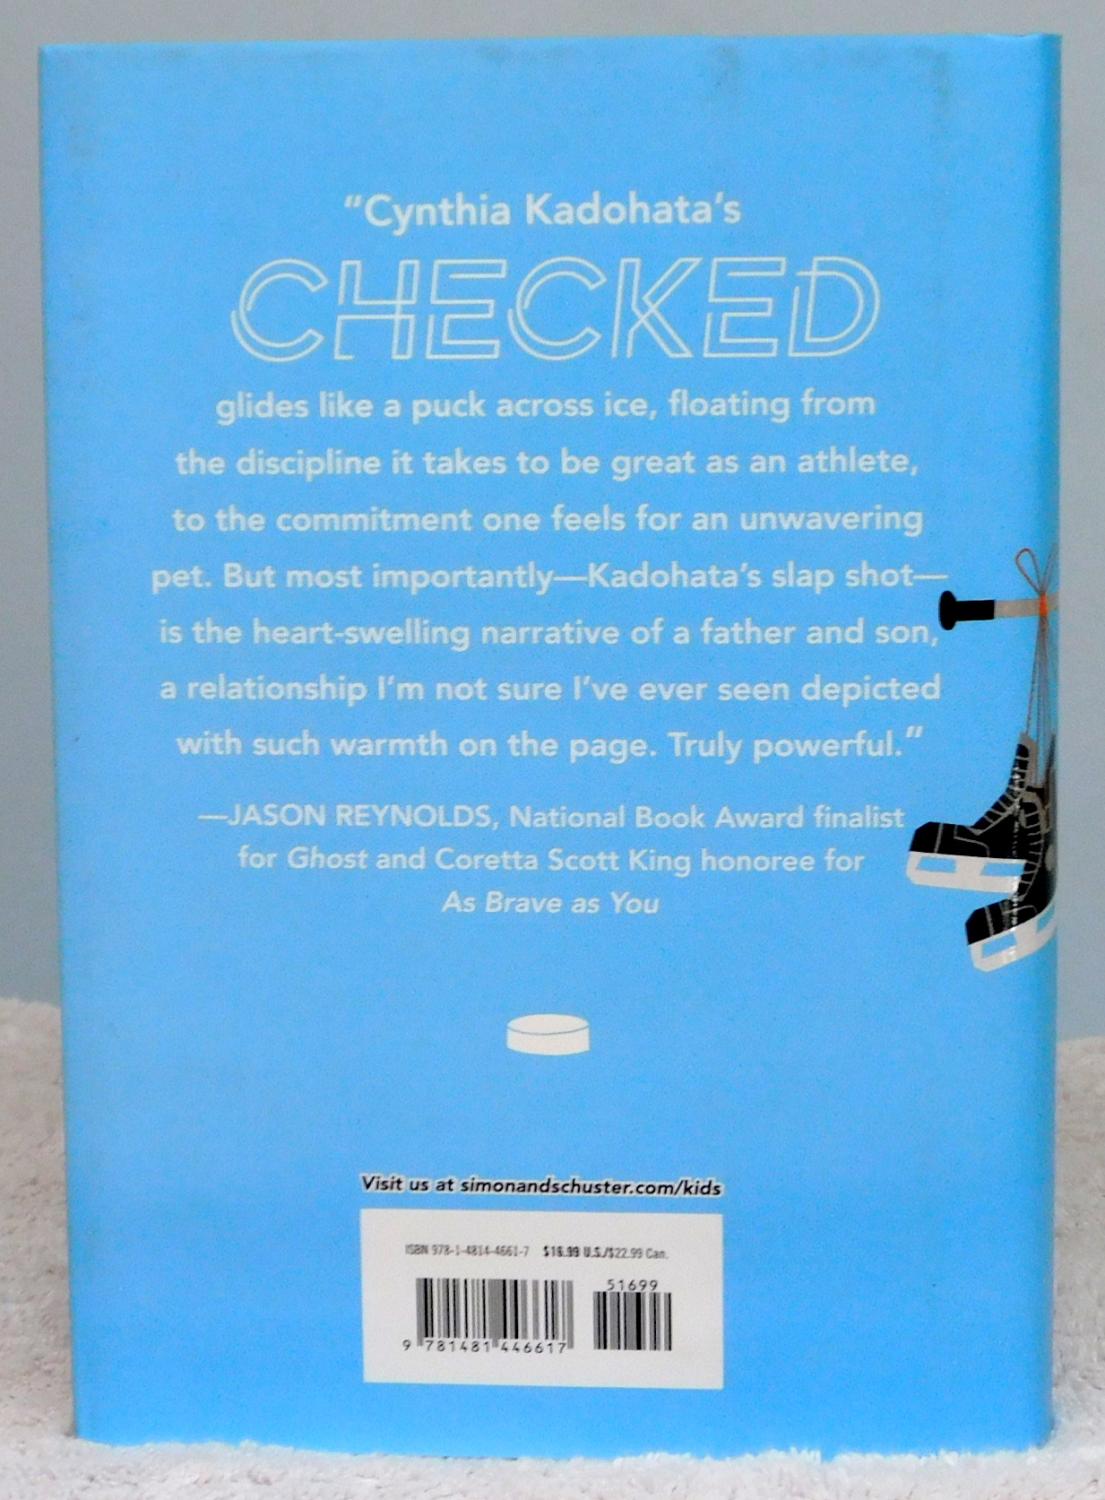 “Cynthia Kadohata’s
CHECKED
glides like a puck across ice, floating from
the discipline it takes to be great as an athlete,
to the commitment one feels for an unwavering
pet. But most importantly—Kadohata’s slap shot—
is the heart-swelling narrative of a father and son,
a relationship I’m not sure I’ve ever seen depicted
with such warmth on the page. Truly powerful.”
—JASON REYNOLDS, National Book Award finalist
for Ghost and Coretta Scott King honoree for
As Brave as You
Visit us at simonandschuster.com/kids
ISBN 978-1-4814-4661-7 $16.99 U.S./$22.99 Can.
51699
9 781481 446617